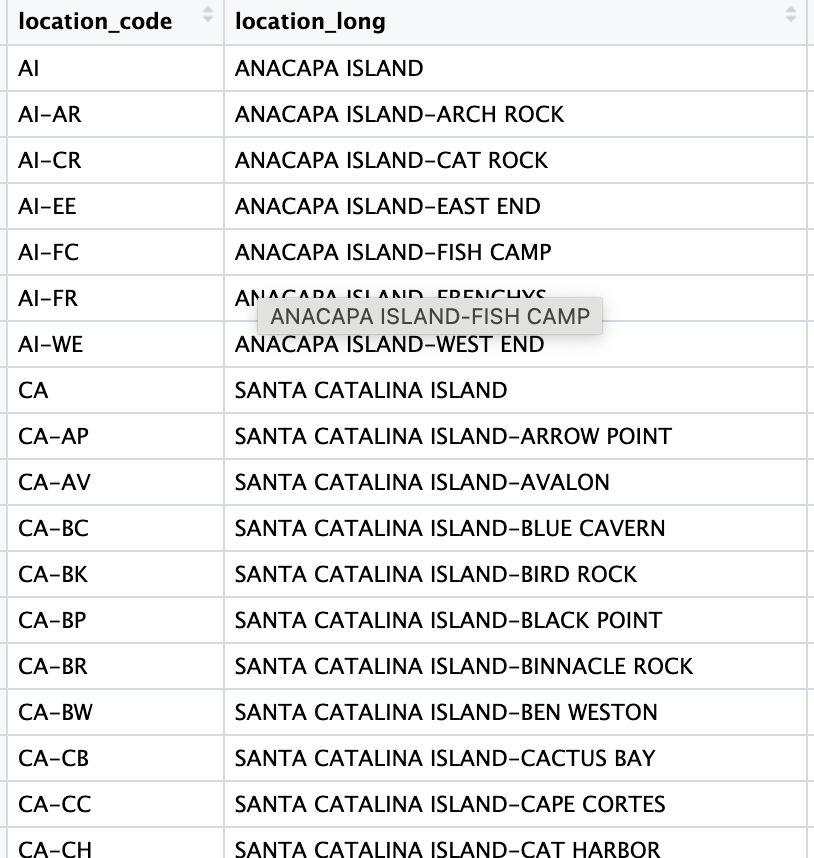 location_code location_long
AI ANACAPA ISLAND
AI-AR ANACAPA ISLAND-ARCH ROCK
AI-CR ANACAPA ISLAND-CAT ROCK
AI-EE ANACAPA ISLAND-EAST END
AI-FC ANACAPA ISLAND-FISH CAMP
AI-FR ANACAPA ISLAND-FRENCHYS
ANACAPA ISLAND-FISH CAMP
AI-WE ANACAPA ISLAND-WEST END
CA SANTA CATALINA ISLAND
CA-AP SANTA CATALINA ISLAND-ARROW POINT
CA-AV SANTA CATALINA ISLAND-AVALON
CA-BC SANTA CATALINA ISLAND-BLUE CAVERN
CA-BK SANTA CATALINA ISLAND-BIRD ROCK
CA-BP SANTA CATALINA ISLAND-BLACK POINT
CA-BR SANTA CATALINA ISLAND-BINNACLE ROCK
CA-BW SANTA CATALINA ISLAND-BEN WESTON
CA-CB SANTA CATALINA ISLAND-CACTUS BAY
CA-CC SANTA CATALINA ISLAND-CAPE CORTES
CA-CH SANTA CATALINA ISLAND-CAT HARBOR